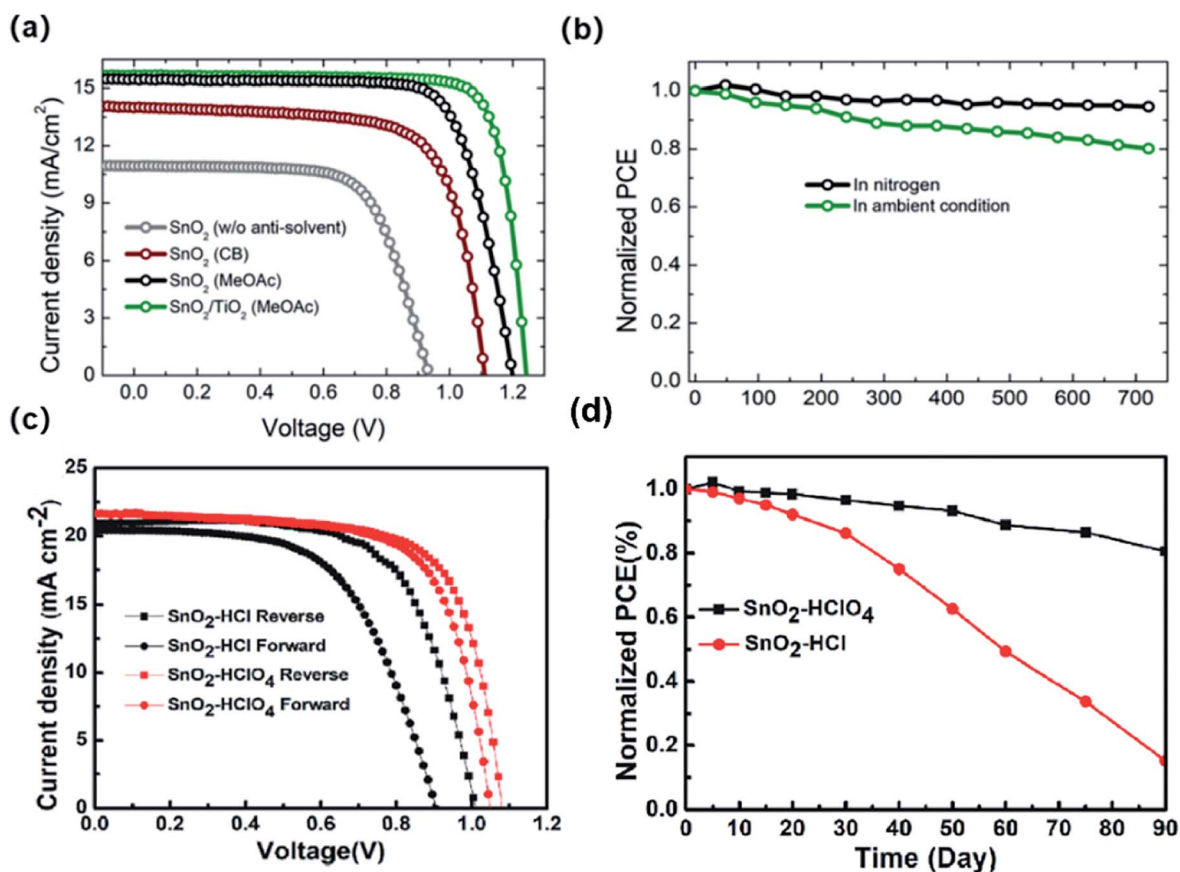 (a)
Current density (mA/cm²)
15
12
9
6
3
0
SnO₂ (w/o anti-solvent)
SnO₂ (CB)
SnO₂ (MeOAc)
SnO₂/TiO₂ (MeOAc)
0.0 0.2 0.4 0.6 0.8 1.0 1.2
Voltage (V)
(b)
Normalized PCE
1.0
0.8
0.6
0.4
0.2
0.0
In nitrogen
In ambient condition
0 100 200 300 400 500 600 700
(c)
Current density (mA cm⁻²)
25
20
15
10
5
0
SnO₂-HCl Reverse
SnO₂-HCl Forward
SnO₂-HClO₄ Reverse
SnO₂-HClO₄ Forward
0.0 0.2 0.4 0.6 0.8 1.0 1.2
Voltage(V)
(d)
Normalized PCE(%)
1.0
0.8
0.6
0.4
0.2
0.0
SnO₂-HClO₄
SnO₂-HCl
0 10 20 30 40 50 60 70 80 90
Time (Day)